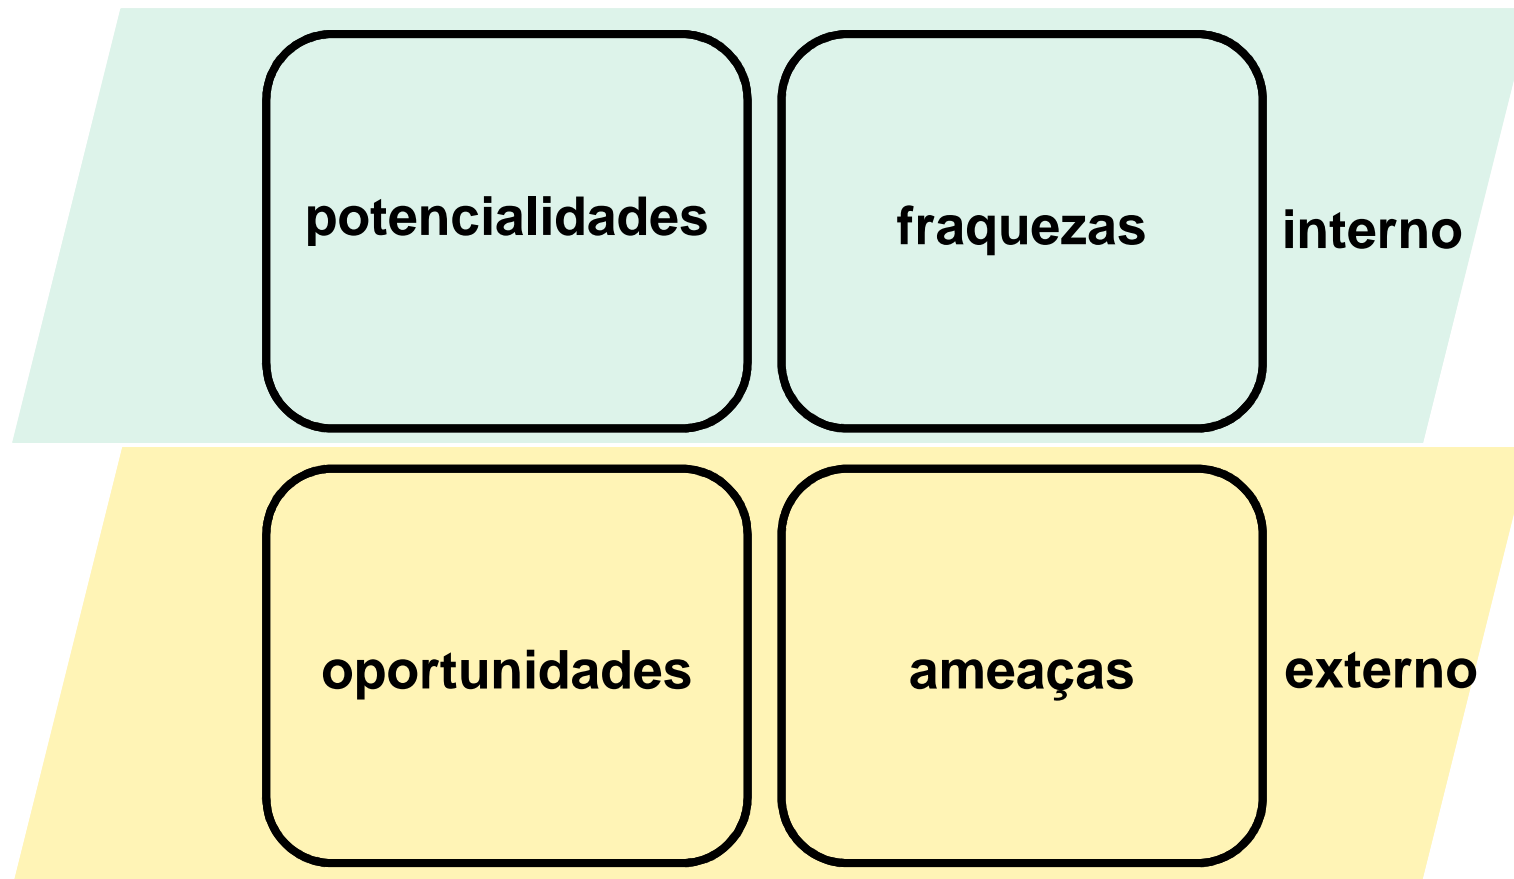 potencialidades
fraquezas
interno
oportunidades
ameaças
externo